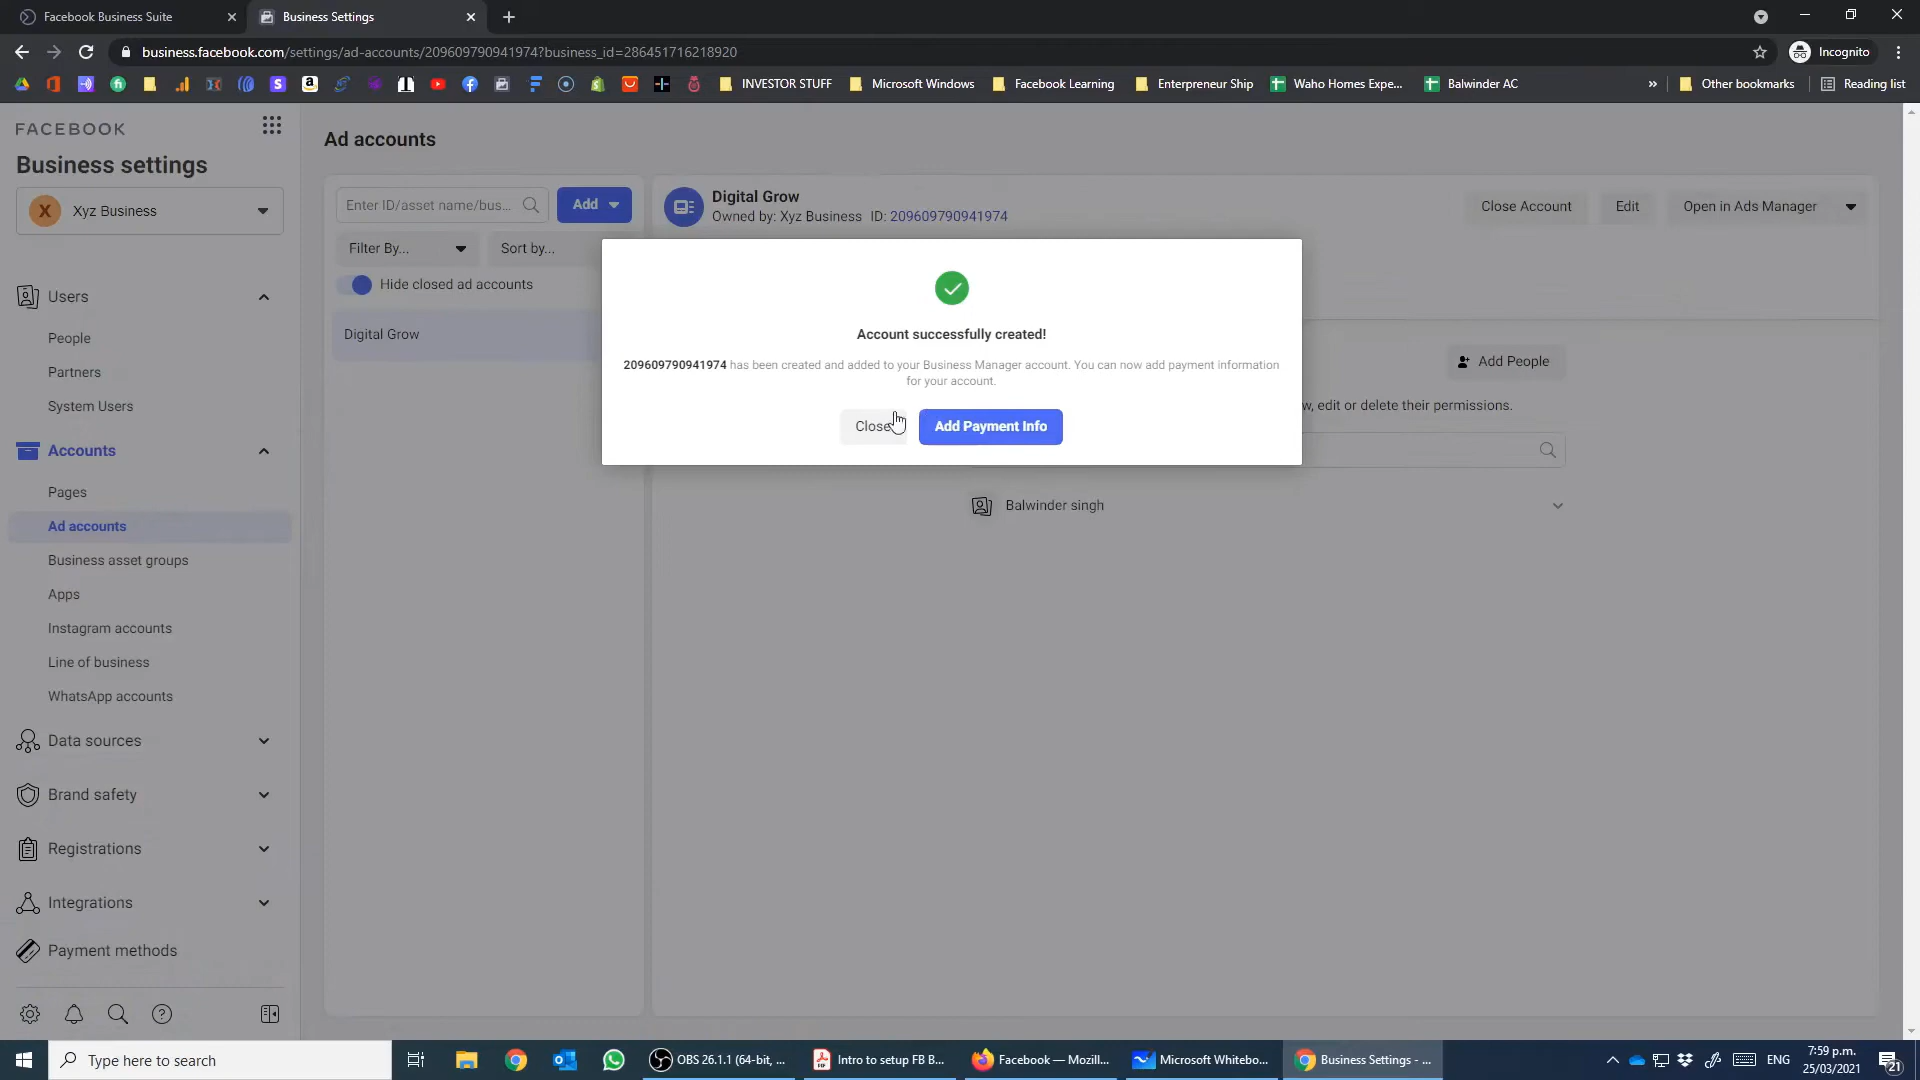 Facebook Business Suite
Business Settings
business.facebook.com/settings/ad-accounts/209609790941974?business_id=286451716218920
Incognito
INVESTOR STUFF
Microsoft Windows
Facebook Learning
Enterpreneur Ship
Waho Homes Expe...
Balwinder AC
»
Other bookmarks
Reading list
FACEBOOK
Business settings
X Xyz Business
Users
People
Partners
System Users
Accounts
Pages
Ad accounts
Business asset groups
Apps
Instagram accounts
Line of business
WhatsApp accounts
Data sources
Brand safety
Registrations
Integrations
Payment methods
Ad accounts
Enter ID/asset name/bus...
Add
Filter By...
Sort by...
Hide closed ad accounts
Digital Grow
Digital Grow
Owned by: Xyz Business ID: 209609790941974
Close Account
Edit
Open in Ads Manager
Account successfully created!
209609790941974 has been created and added to your Business Manager account. You can now add payment information
for your account.
Close
Add Payment Info
Add People
w, edit or delete their permissions.
Balwinder singh
Type here to search
OBS 26.1.1 (64-bit, ...
Intro to setup FB B...
Facebook — Mozill...
Microsoft Whitebo...
Business Settings - ...
ENG
7:59 p.m.
25/03/2021
21